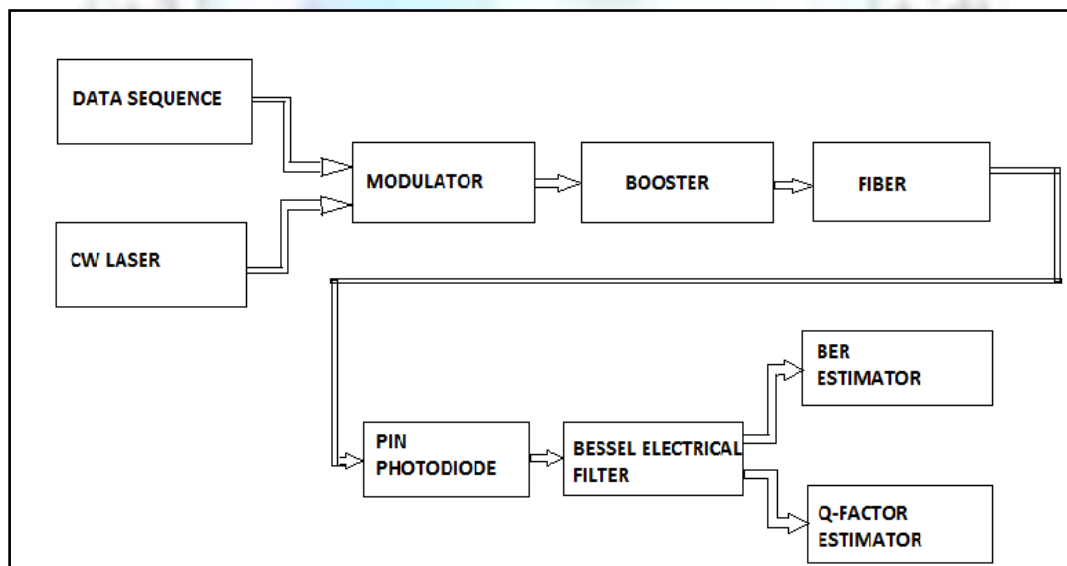 DATA SEQUENCE
CW LASER
MODULATOR
BOOSTER
FIBER
PIN
PHOTODIODE
BESSEL ELECTRICAL
FILTER
BER
ESTIMATOR
Q-FACTOR
ESTIMATOR